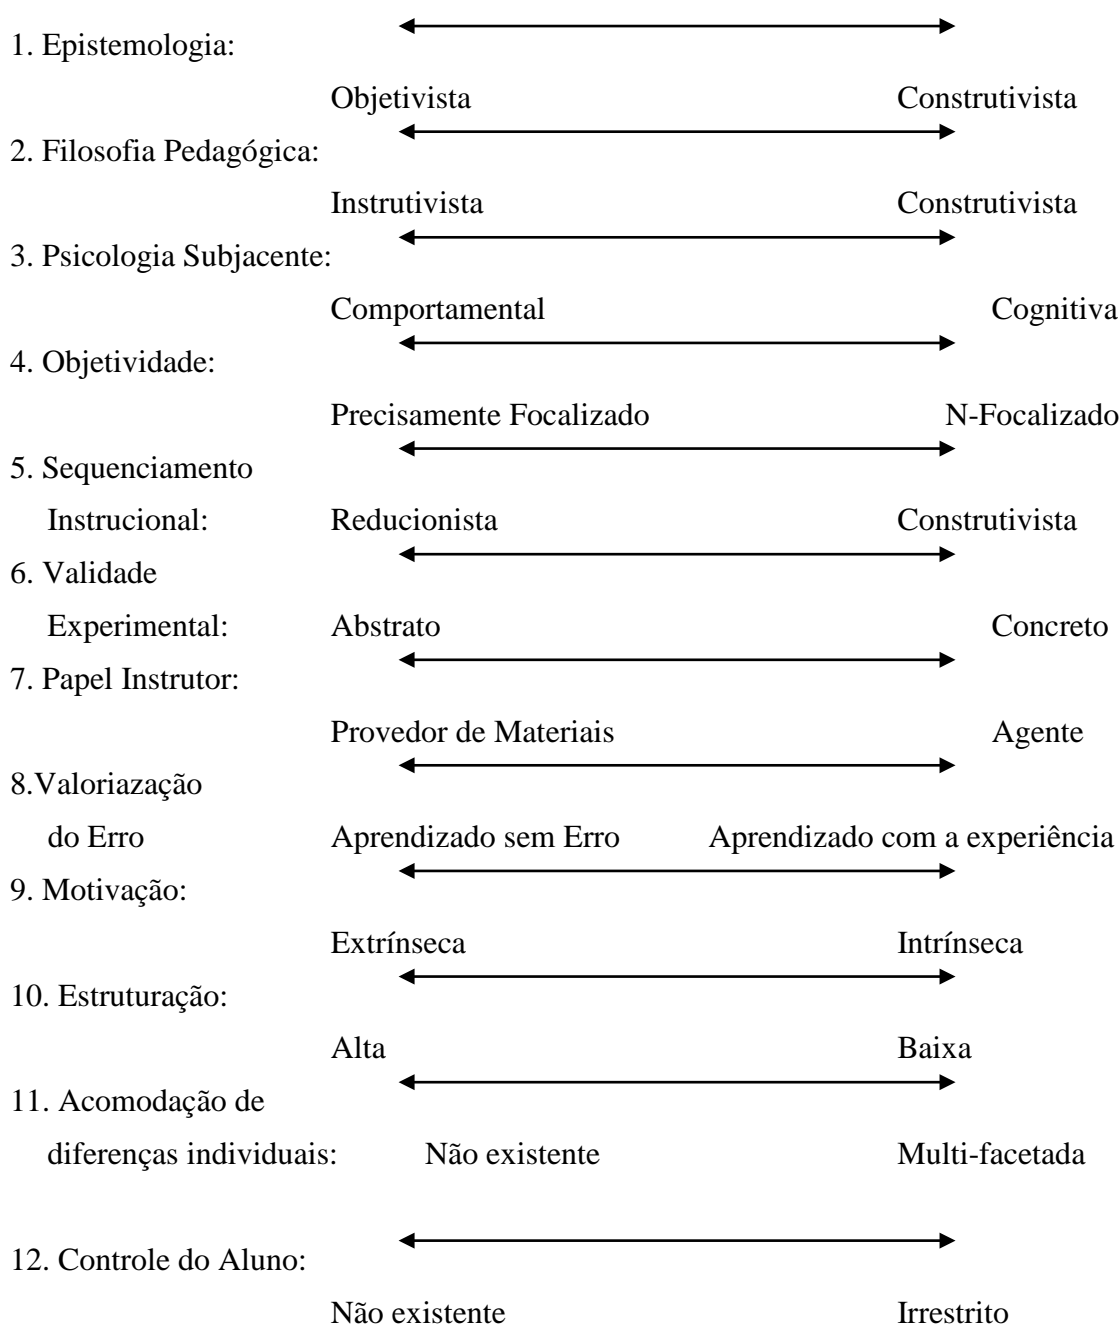 1. Epistemologia:
Objetivista Construtivista
2. Filosofia Pedagógica:
Instrutivista Construtivista
3. Psicologia Subjacente:
Comportamental Cognitiva
4. Objetividade:
Precisamente Focalizado N-Focalizado
5. Sequenciamento
Instrucional: Reducionista Construtivista
6. Validade
Experimental: Abstrato Concreto
7. Papel Instrutor:
Provedor de Materiais Agente
8.Valoriazação
do Erro Aprendizado sem Erro Aprendizado com a experiência
9. Motivação:
Extrínseca Intrínseca
10. Estruturação:
Alta Baixa
11. Acomodação de
diferenças individuais: Não existente Multi-facetada
12. Controle do Aluno:
Não existente Irrestrito